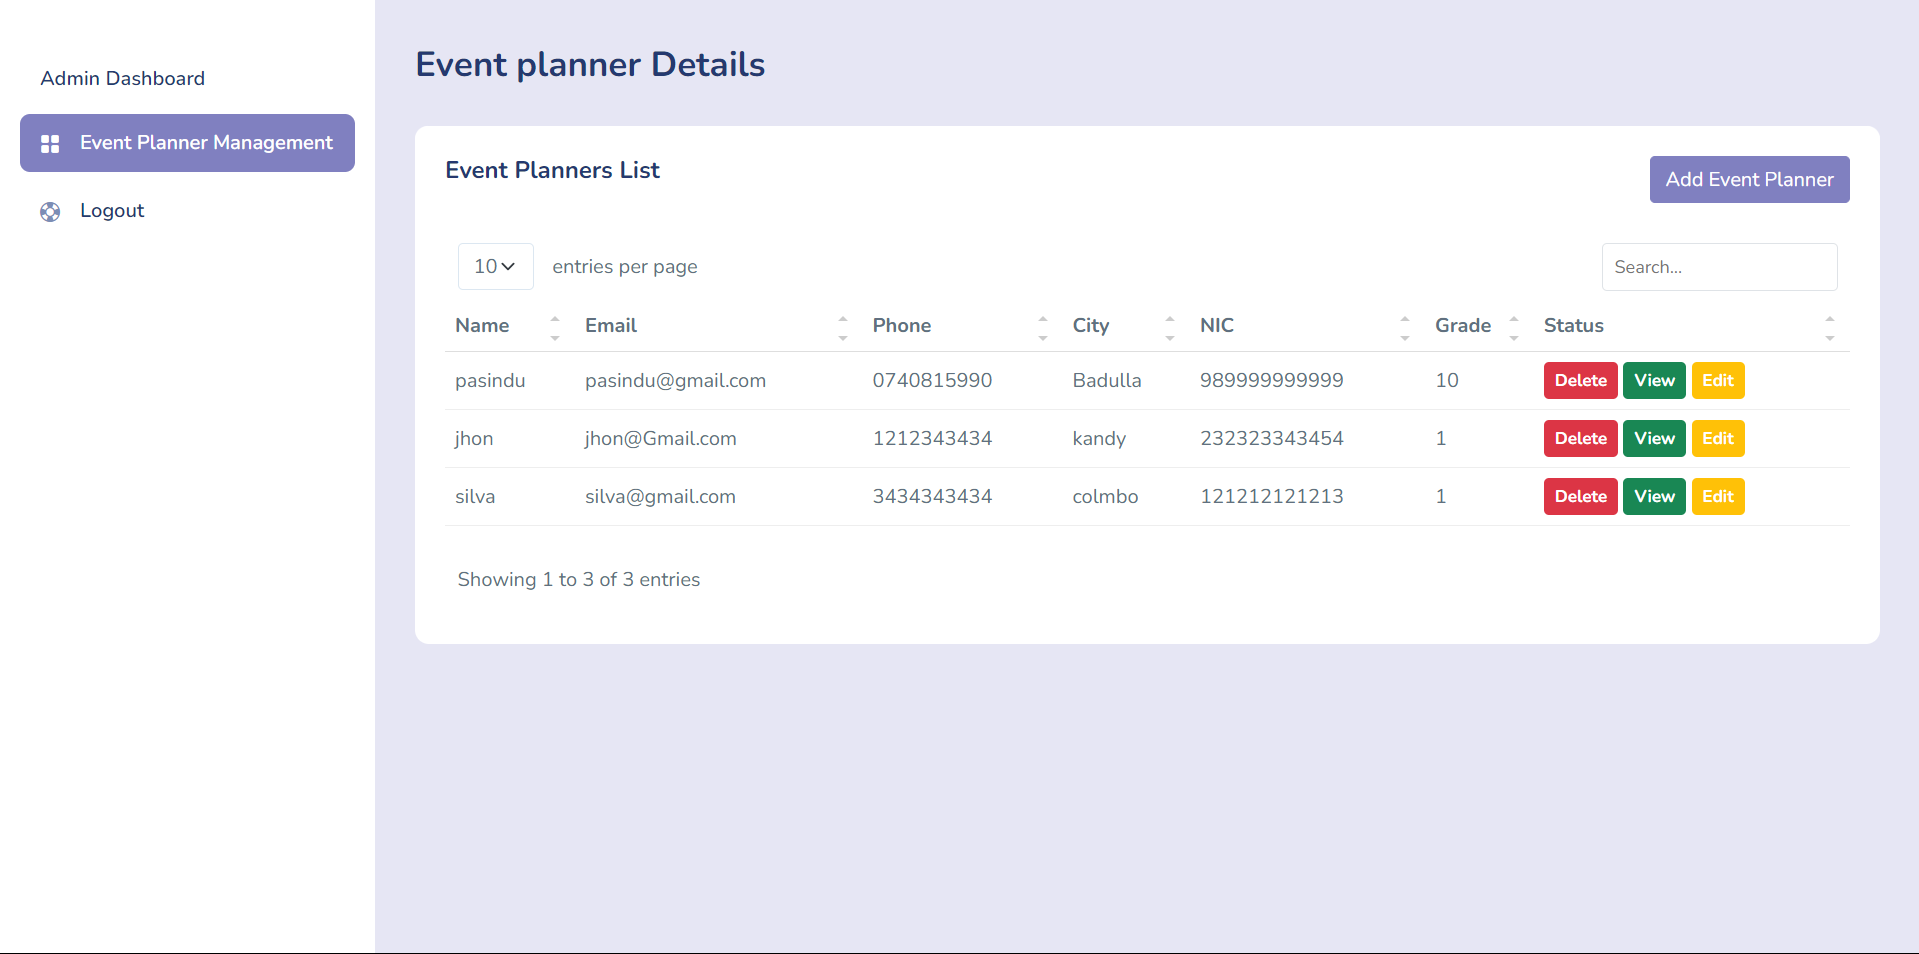 Admin Dashboard
Event Planner Management
Logout
Event planner Details
Event Planners List
Add Event Planner
10 entries per page
Search...
Name Email Phone City NIC Grade Status
pasindu pasindu@gmail.com 0740815990 Badulla 989999999999 10 Delete View Edit
jhon jhon@Gmail.com 1212343434 kandy 232323343454 1 Delete View Edit
silva silva@gmail.com 3434343434 colmbo 121212121213 1 Delete View Edit
Showing 1 to 3 of 3 entries